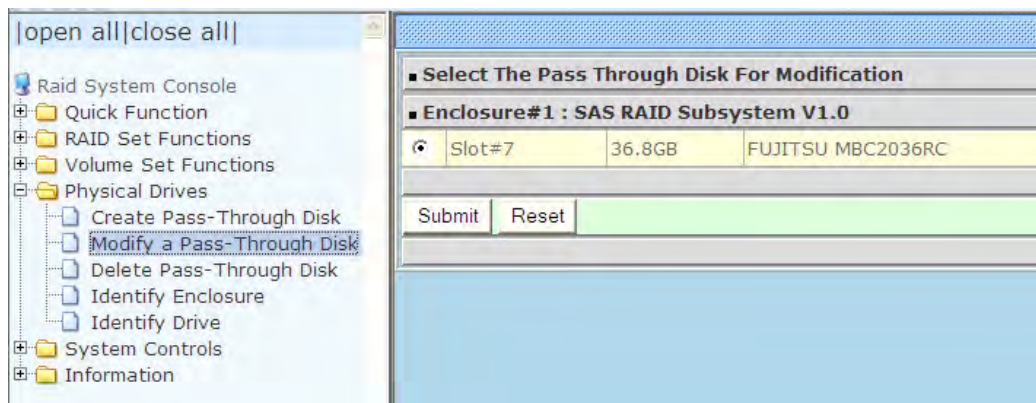 |open all|close all|
Raid System Console
Quick Function
RAID Set Functions
Volume Set Functions
Physical Drives
Create Pass-Through Disk
Modify a Pass-Through Disk
Delete Pass-Through Disk
Identify Enclosure
Identify Drive
System Controls
Information
Select The Pass Through Disk For Modification
Enclosure#1 : SAS RAID Subsystem V1.0
Slot#7 36.8GB FUJITSU MBC2036RC
Submit Reset